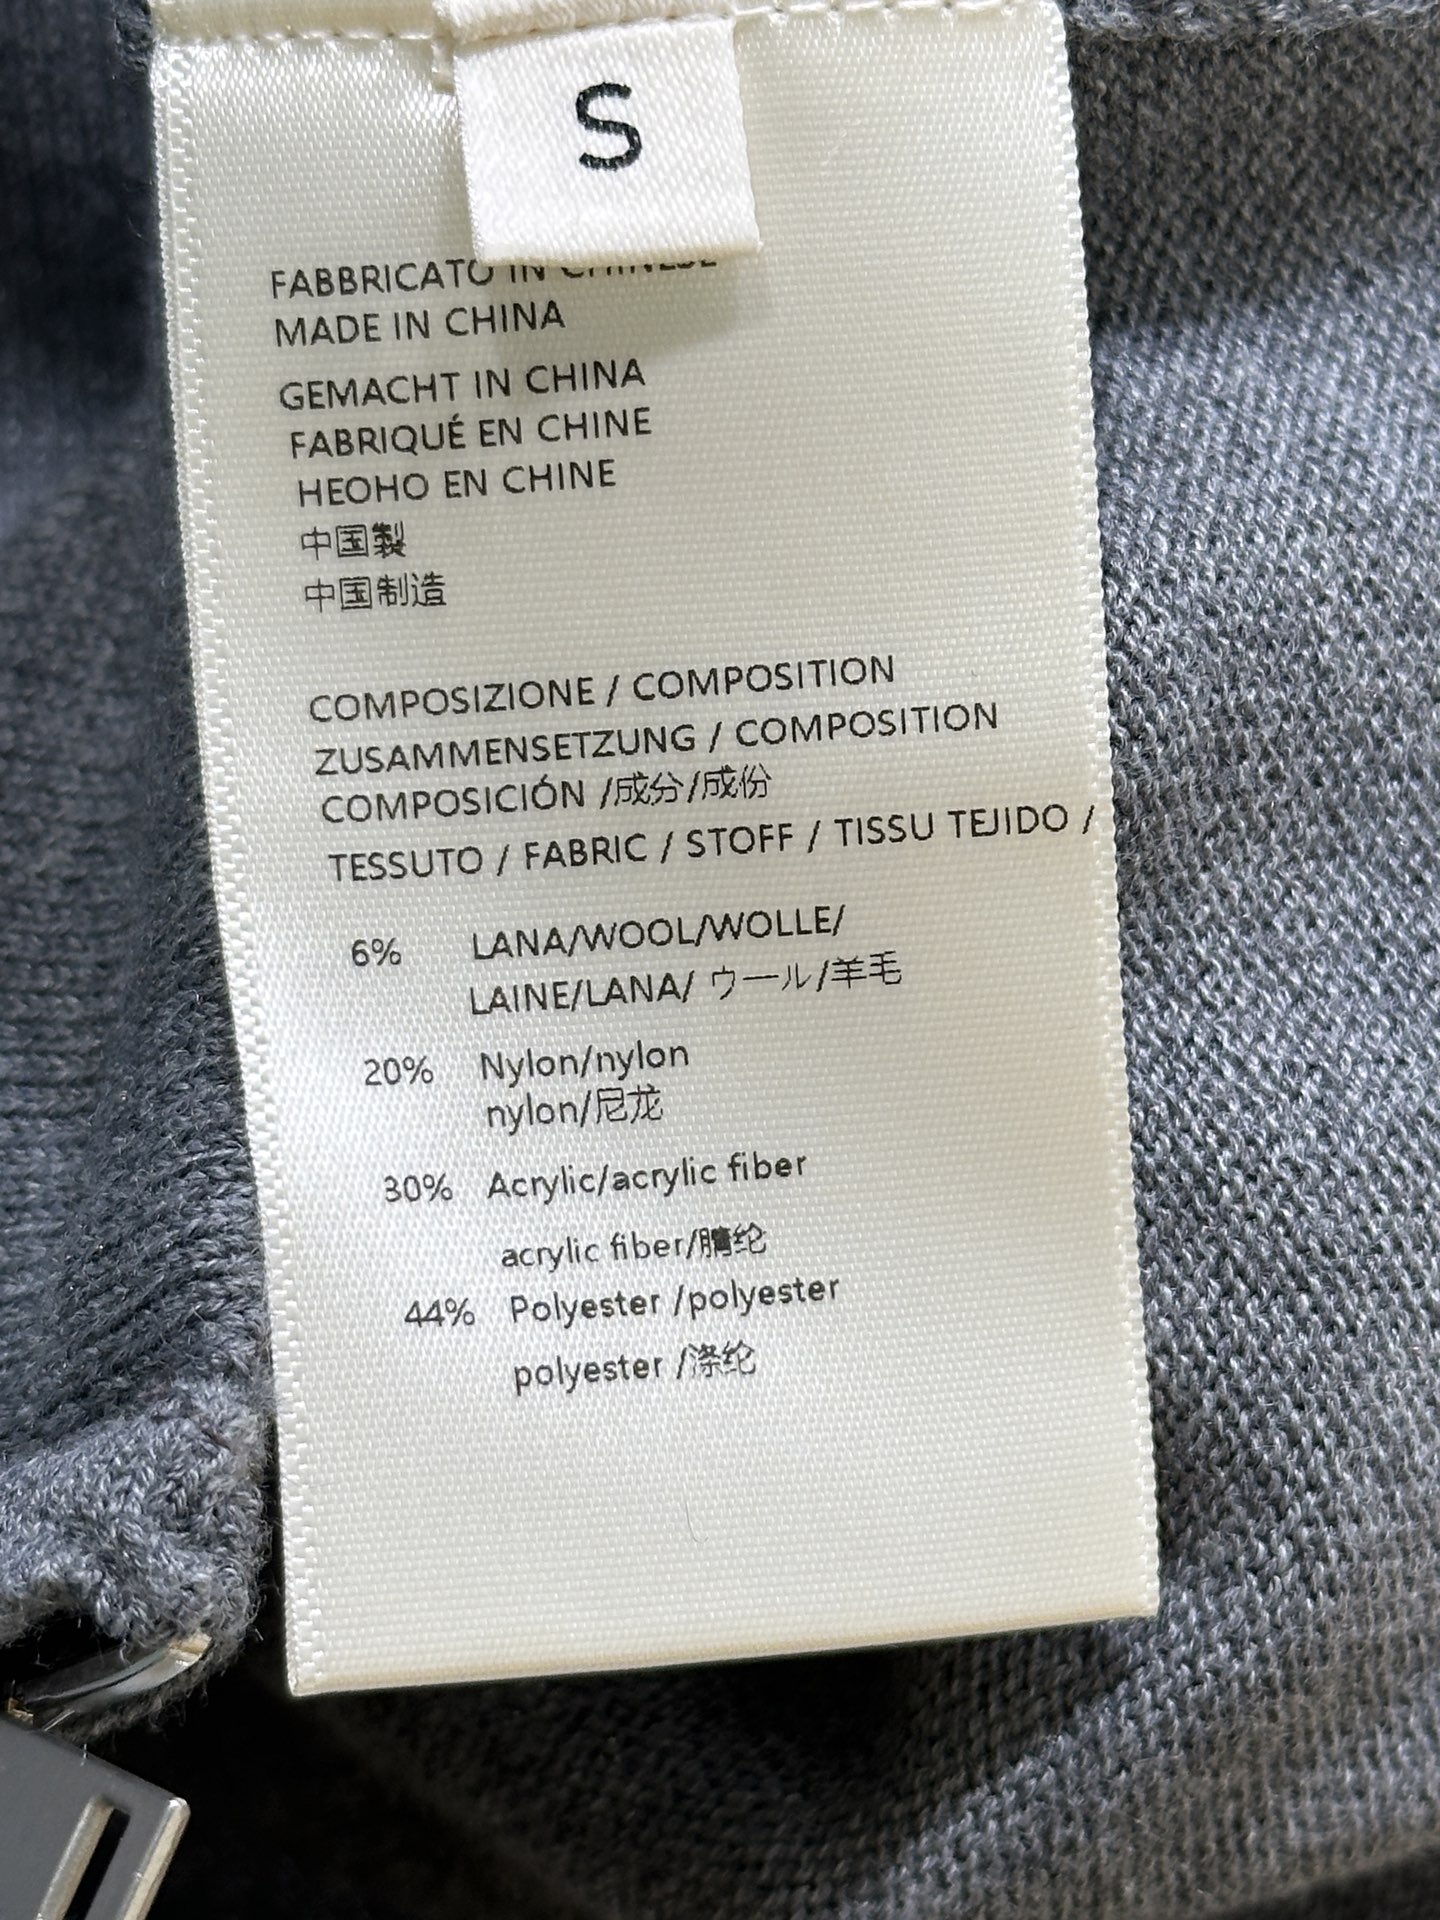 S
FABBRICATO IN CHINESE
MADE IN CHINA
GEMACHT IN CHINA
FABRIQUÉ EN CHINE
HEOHO EN CHINE
中国製
中国制造
COMPOSIZIONE / COMPOSITION
ZUSAMMENSETZUNG / COMPOSITION
COMPOSICIÓN /成分/成份
TESSUTO / FABRIC / STOFF / TISSU TEJIDO /
6% LANA/WOOL/WOLLE/
LAINE/LANA/ ウール/羊毛
20% Nylon/nylon
nylon/尼龙
30% Acrylic/acrylic fiber
acrylic fiber/腈纶
44% Polyester /polyester
polyester /涤纶